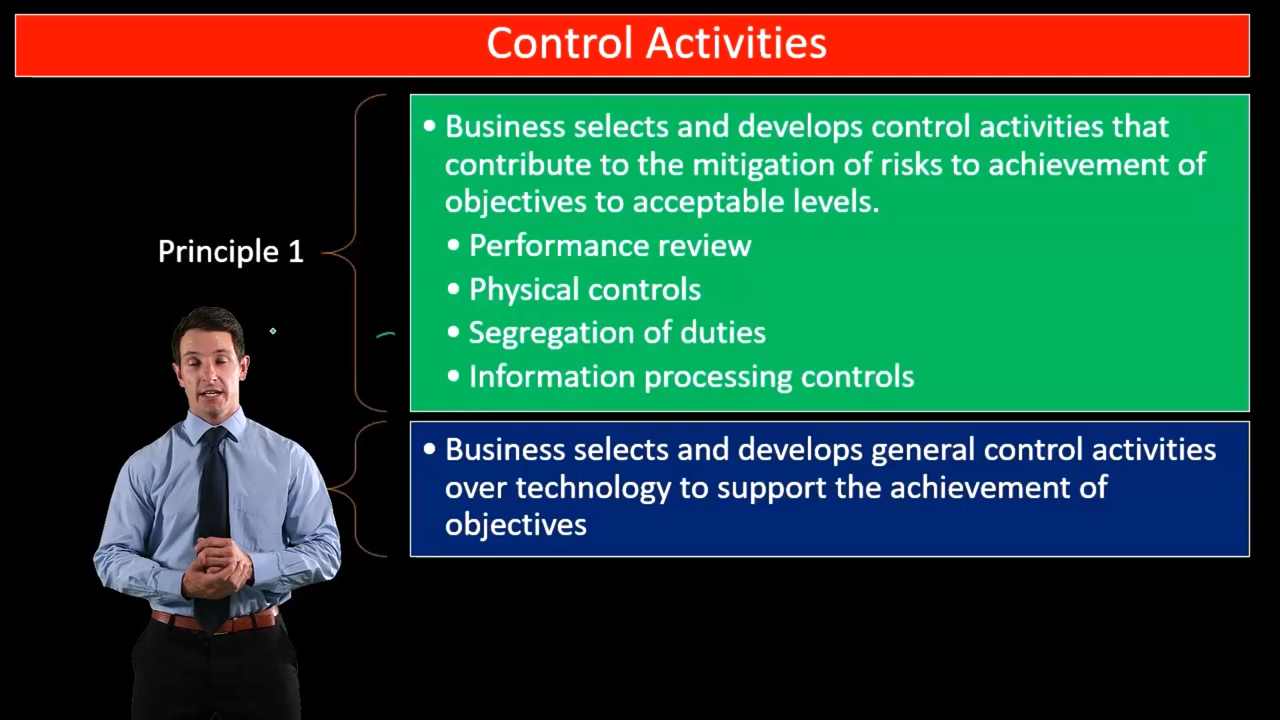 Control Activities
Principle 1
• Business selects and develops control activities that
contribute to the mitigation of risks to achievement of
objectives to acceptable levels.
• Performance review
• Physical controls
• Segregation of duties
• Information processing controls
• Business selects and develops general control activities
over technology to support the achievement of
objectives